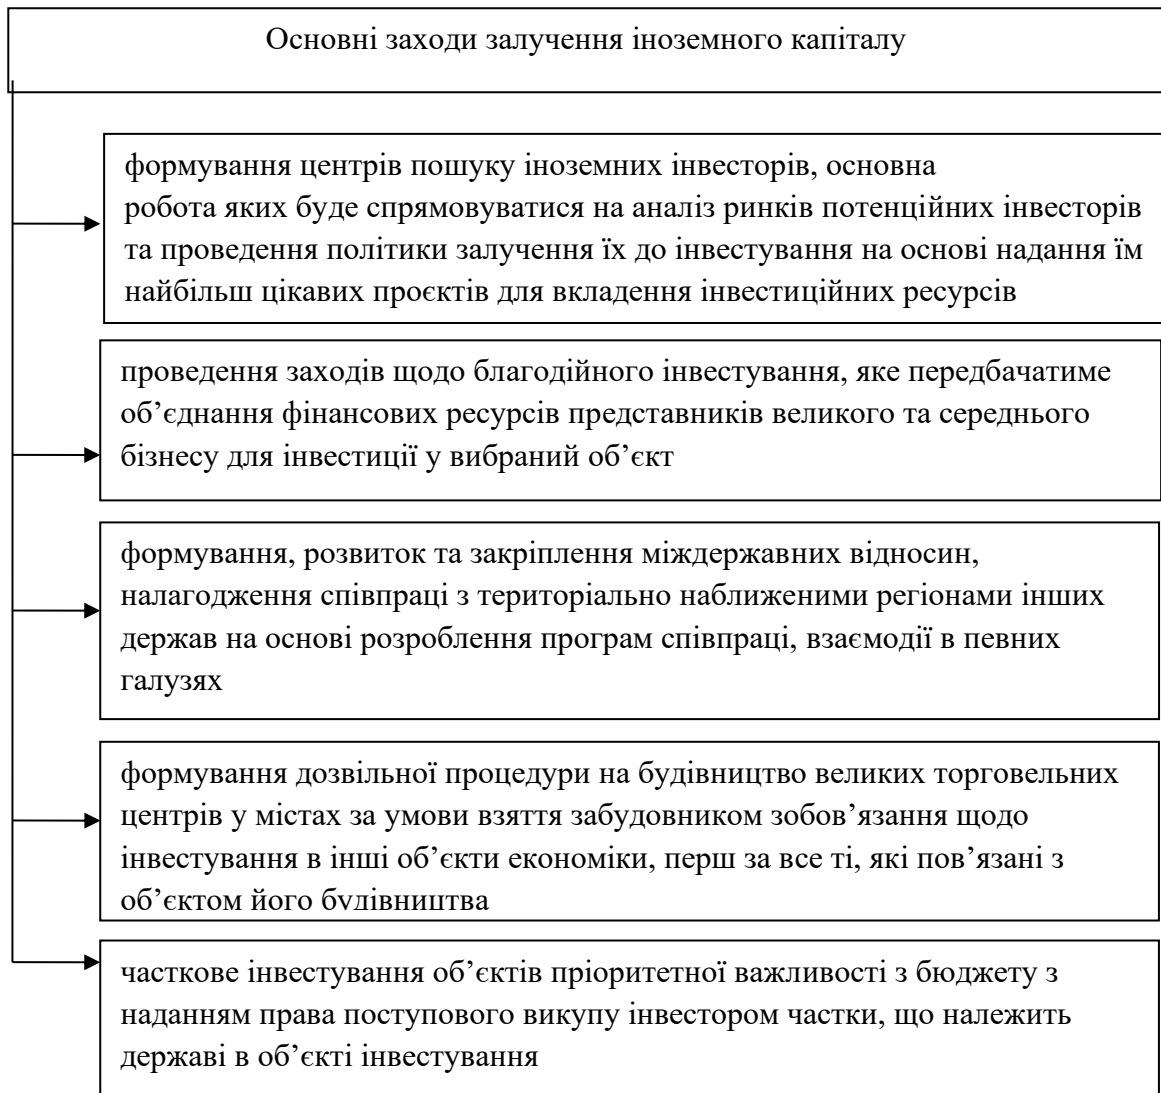 Основні заходи залучення іноземного капіталу
формування центрів пошуку іноземних інвесторів, основна
робота яких буде спрямовуватися на аналіз ринків потенційних інвесторів
та проведення політики залучення їх до інвестування на основі надання їм
найбільш цікавих проєктів для вкладення інвестиційних ресурсів
проведення заходів щодо благодійного інвестування, яке передбачатиме
об’єднання фінансових ресурсів представників великого та середнього
бізнесу для інвестиції у вибраний об’єкт
формування, розвиток та закріплення міждержавних відносин,
налагодження співпраці з територіально наближеними регіонами інших
держав на основі розроблення програм співпраці, взаємодії в певних
галузях
формування дозвільної процедури на будівництво великих торговельних
центрів у містах за умови взяття забудовником зобов’язання щодо
інвестування в інші об’єкти економіки, перш за все ті, які пов’язані з
об’єктом його будівництва
часткове інвестування об’єктів пріоритетної важливості з бюджету з
наданням права поступового викупу інвестором частки, що належить
державі в об’єкті інвестування